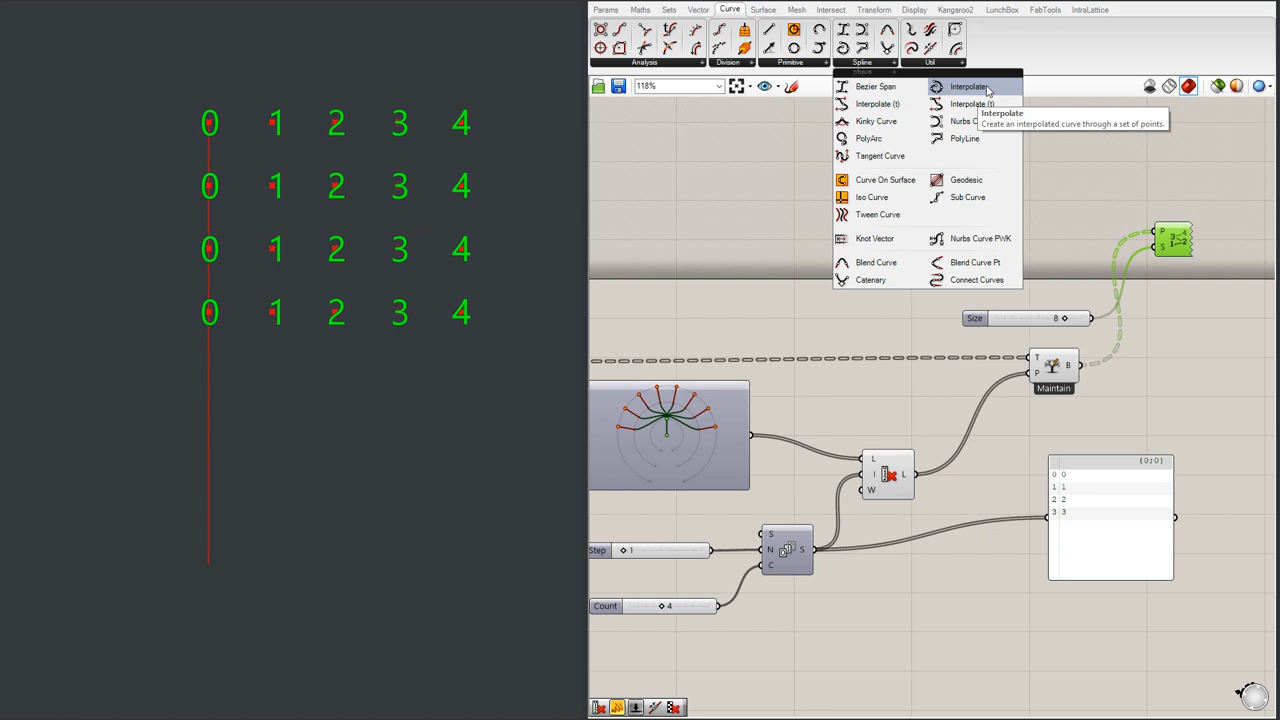 Params Maths Sets Vector Curve Surface Mesh Intersect Transform Display Kangaroo2 LunchBox FabTools IntraLattice
Analysis Division Primitive Spline Util
118%
Bezier Span Interpolate
Interpolate (t) Interpolate (t)
Interpolate
Create an interpolated curve through a set of points.
Kinky Curve Nurbs C
PolyArc PolyLine
Tangent Curve
Curve On Surface Geodesic
Iso Curve Sub Curve
Tween Curve
Knot Vector Nurbs Curve PWK
Blend Curve Blend Curve Pt
Catenary Connect Curves
0 1 2 3 4
0 1 2 3 4
0 1 2 3 4
0 1 2 3 4
P 3 4
S 1 2
Size 8
T B
P
Maintain
L
I L
W
{0;0}
0 0
1 1
2 2
3 3
Step 1
S
N S
C
Count 4